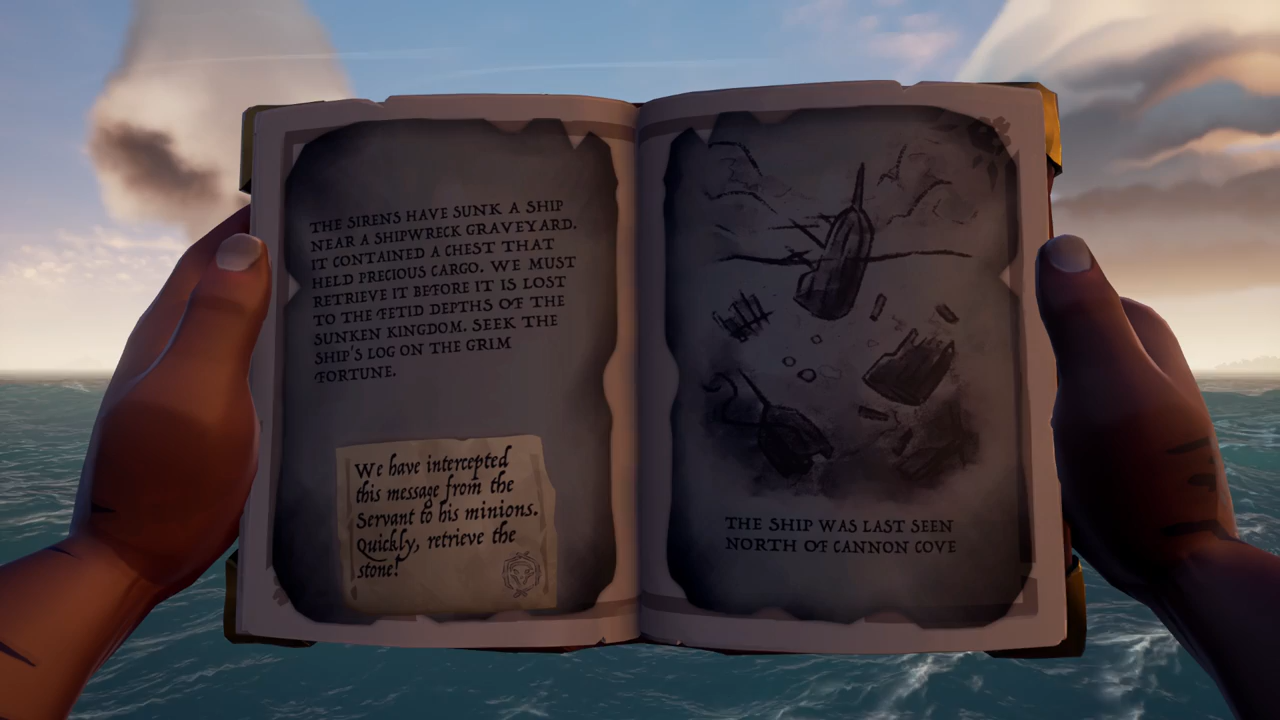 THE SIRENS HAVE SUNK A SHIP
NEAR A SHIPWRECK GRAVEYARD.
IT CONTAINED A CHEST THAT
HELD PRECIOUS CARGO. WE MUST
RETRIEVE IT BEFORE IT IS LOST
TO THE FETID DEPTHS OF THE
SUNKEN KINGDOM. SEEK THE
SHIP'S LOG ON THE GRIM
FORTUNE.
We have intercepted
this message from the
Servant to his minions.
Quickly, retrieve the
stone!
THE SHIP WAS LAST SEEN
NORTH OF CANNON COVE